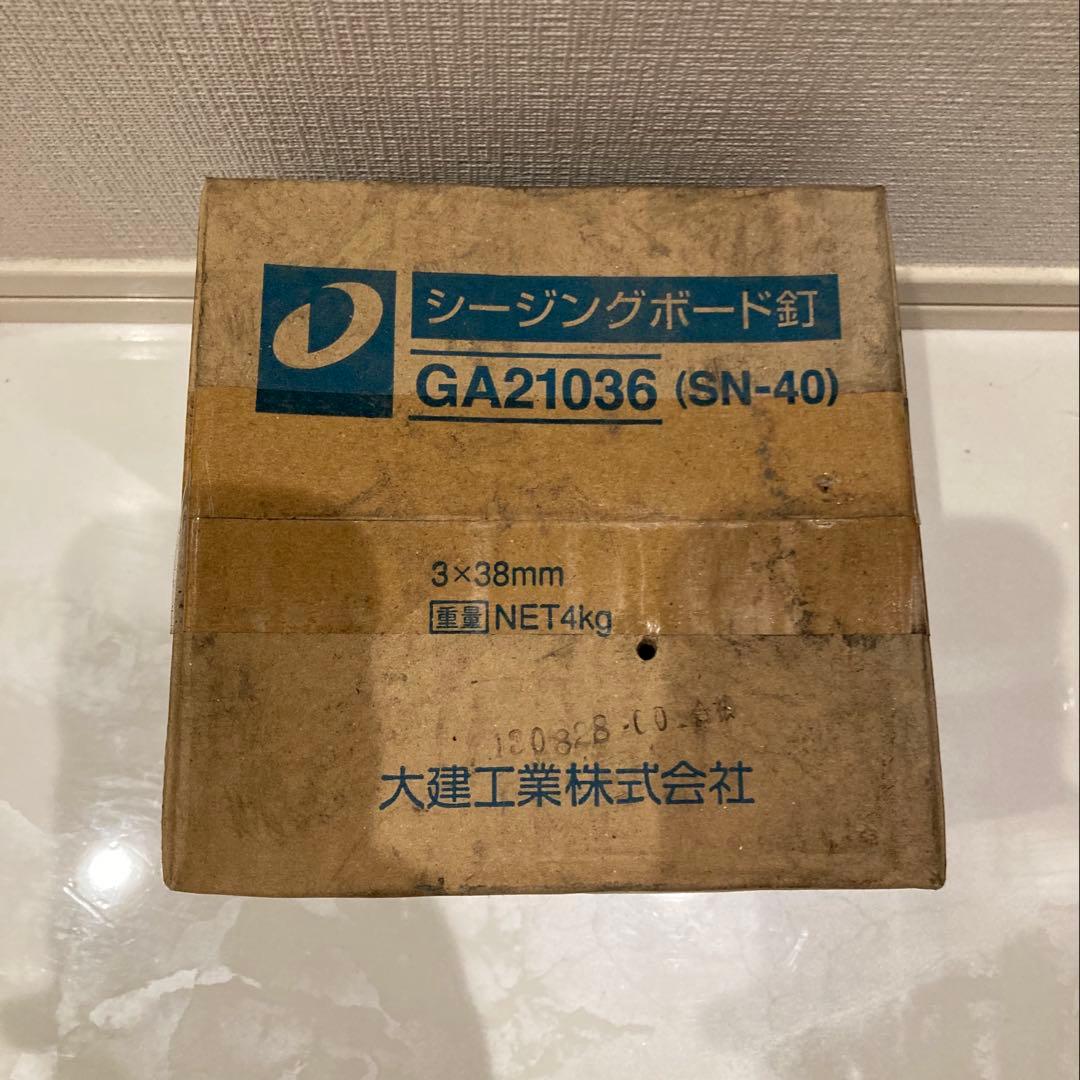 シージングボード釘
GA21036 (SN-40)
3×38mm
重量 NET4kg
大建工業株式会社